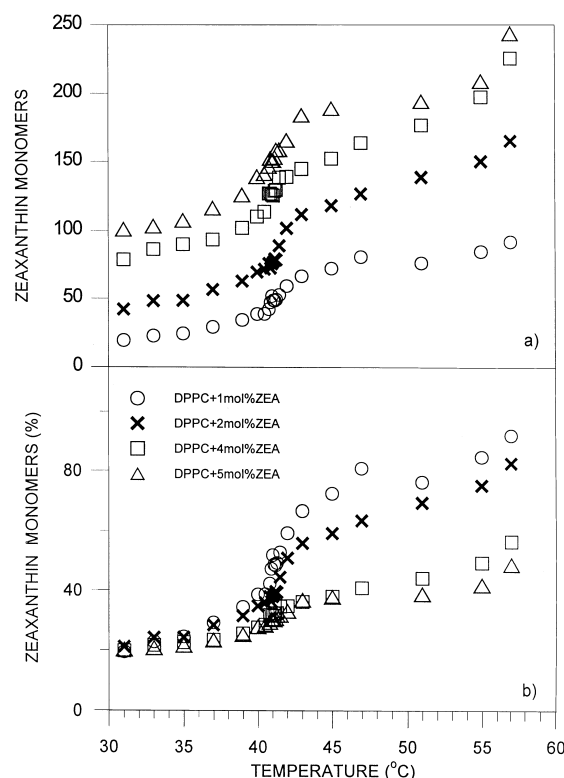 ZEAXANTHIN MONOMERS
250
200
150
100
50
0
a)
ZEAXANTHIN MONOMERS (%)
80
40
0
DPPC+1mol%ZEA
DPPC+2mol%ZEA
DPPC+4mol%ZEA
DPPC+5mol%ZEA
b)
30 35 40 45 50 55 60
TEMPERATURE (°C)